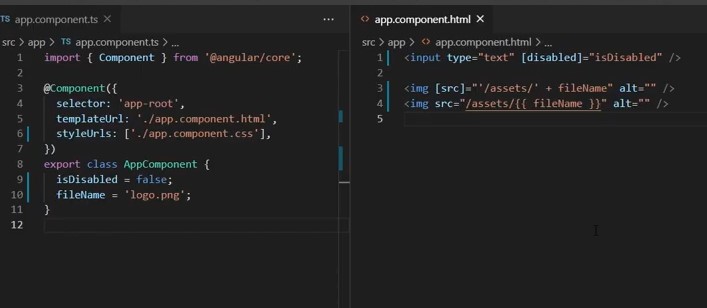 TS app.component.ts ×
...
src > app > TS app.component.ts > ...
1 import { Component } from '@angular/core';
2
3 @Component({
4 selector: 'app-root',
5 templateUrl: './app.component.html',
6 styleUrls: ['./app.component.css'],
7 })
8 export class AppComponent {
9 isDisabled = false;
10 fileName = 'logo.png';
11 }
12
<> app.component.html ×
src > app > <> app.component.html > ...
1 <input type="text" [disabled]="isDisabled" />
2
3 <img [src]="'/assets/' + fileName" alt="" />
4 <img src="/assets/{{ fileName }}" alt="" />
5